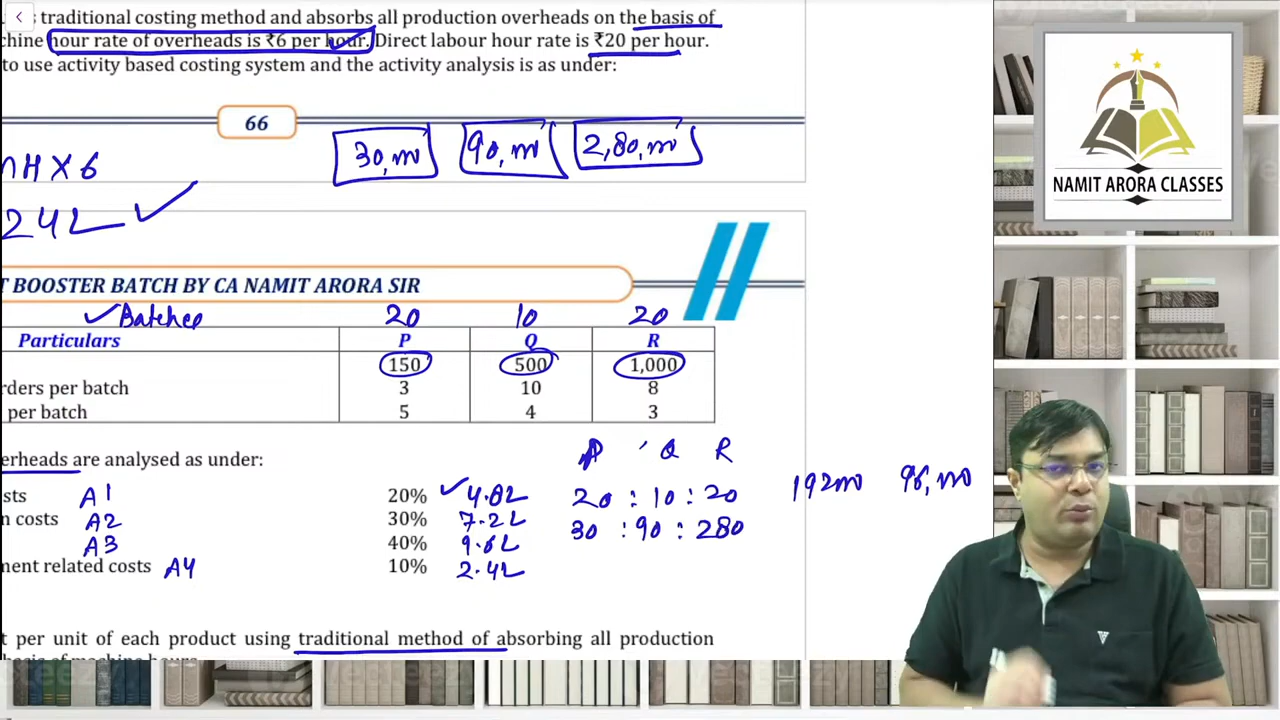 s traditional costing method and absorbs all production overheads on the basis of
chine hour rate of overheads is ₹6 per hour. Direct labour hour rate is ₹20 per hour.
to use activity based costing system and the activity analysis is as under:
66
30,m 90,m 2,80,m
MH X 6
24L
T BOOSTER BATCH BY CA NAMIT ARORA SIR
Batches 20 10 20
Particulars P Q R
150 500 1,000
rders per batch 3 10 8
per batch 5 4 3
erheads are analysed as under:
P Q R
sts A1 20% 4.8L 20 : 10 : 20 192m 96,m
n costs A2 30% 7.2L 30 : 90 : 280
A3 40% 9.6L
ment related costs A4 10% 2.4L
t per unit of each product using traditional method of absorbing all production
NAMIT ARORA CLASSES